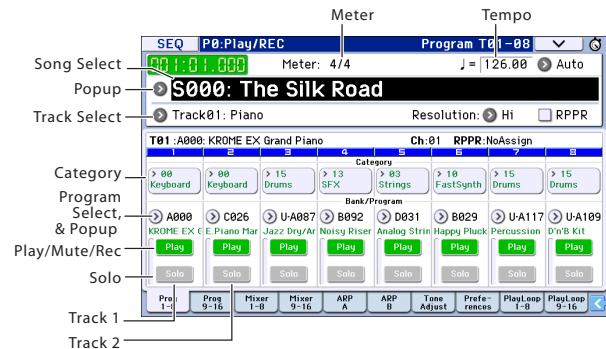 Meter Tempo
SEQ P0:Play/REC Program T01-08
001:01.000 Meter: 4/4 ♩= 126.00 Auto
Song Select
Popup
S000: The Silk Road
Track Select
Track01: Piano Resolution: Hi RPPR
T01 :A000: KROME EX Grand Piano Ch:01 RPPR:NoAssign
1 2 3 4 5 6 7 8
Category
Category
00 Keyboard 00 Keyboard 15 Drums 13 SFX 03 Strings 10 FastSynth 15 Drums 15 Drums
Bank/Program
Program Select, & Popup
A000 C026 U-A087 B092 D031 B029 U-A117 U-A109
KROME EX G E.Piano Mar Jazz Dry/Ar Noisy Riser Analog Strin Happy Pluck Percussion D'n'B Kit
Play/Mute/Rec
Play Play Play Play Play Play Play Play
Solo
Solo Solo Solo Solo Solo Solo Solo Solo
Prog 1-8 Prog 9-16 Mixer 1-8 Mixer 9-16 ARP A ARP B Tone Adjust Prefe-rences PlayLoop 1-8 PlayLoop 9-16
Track 1
Track 2